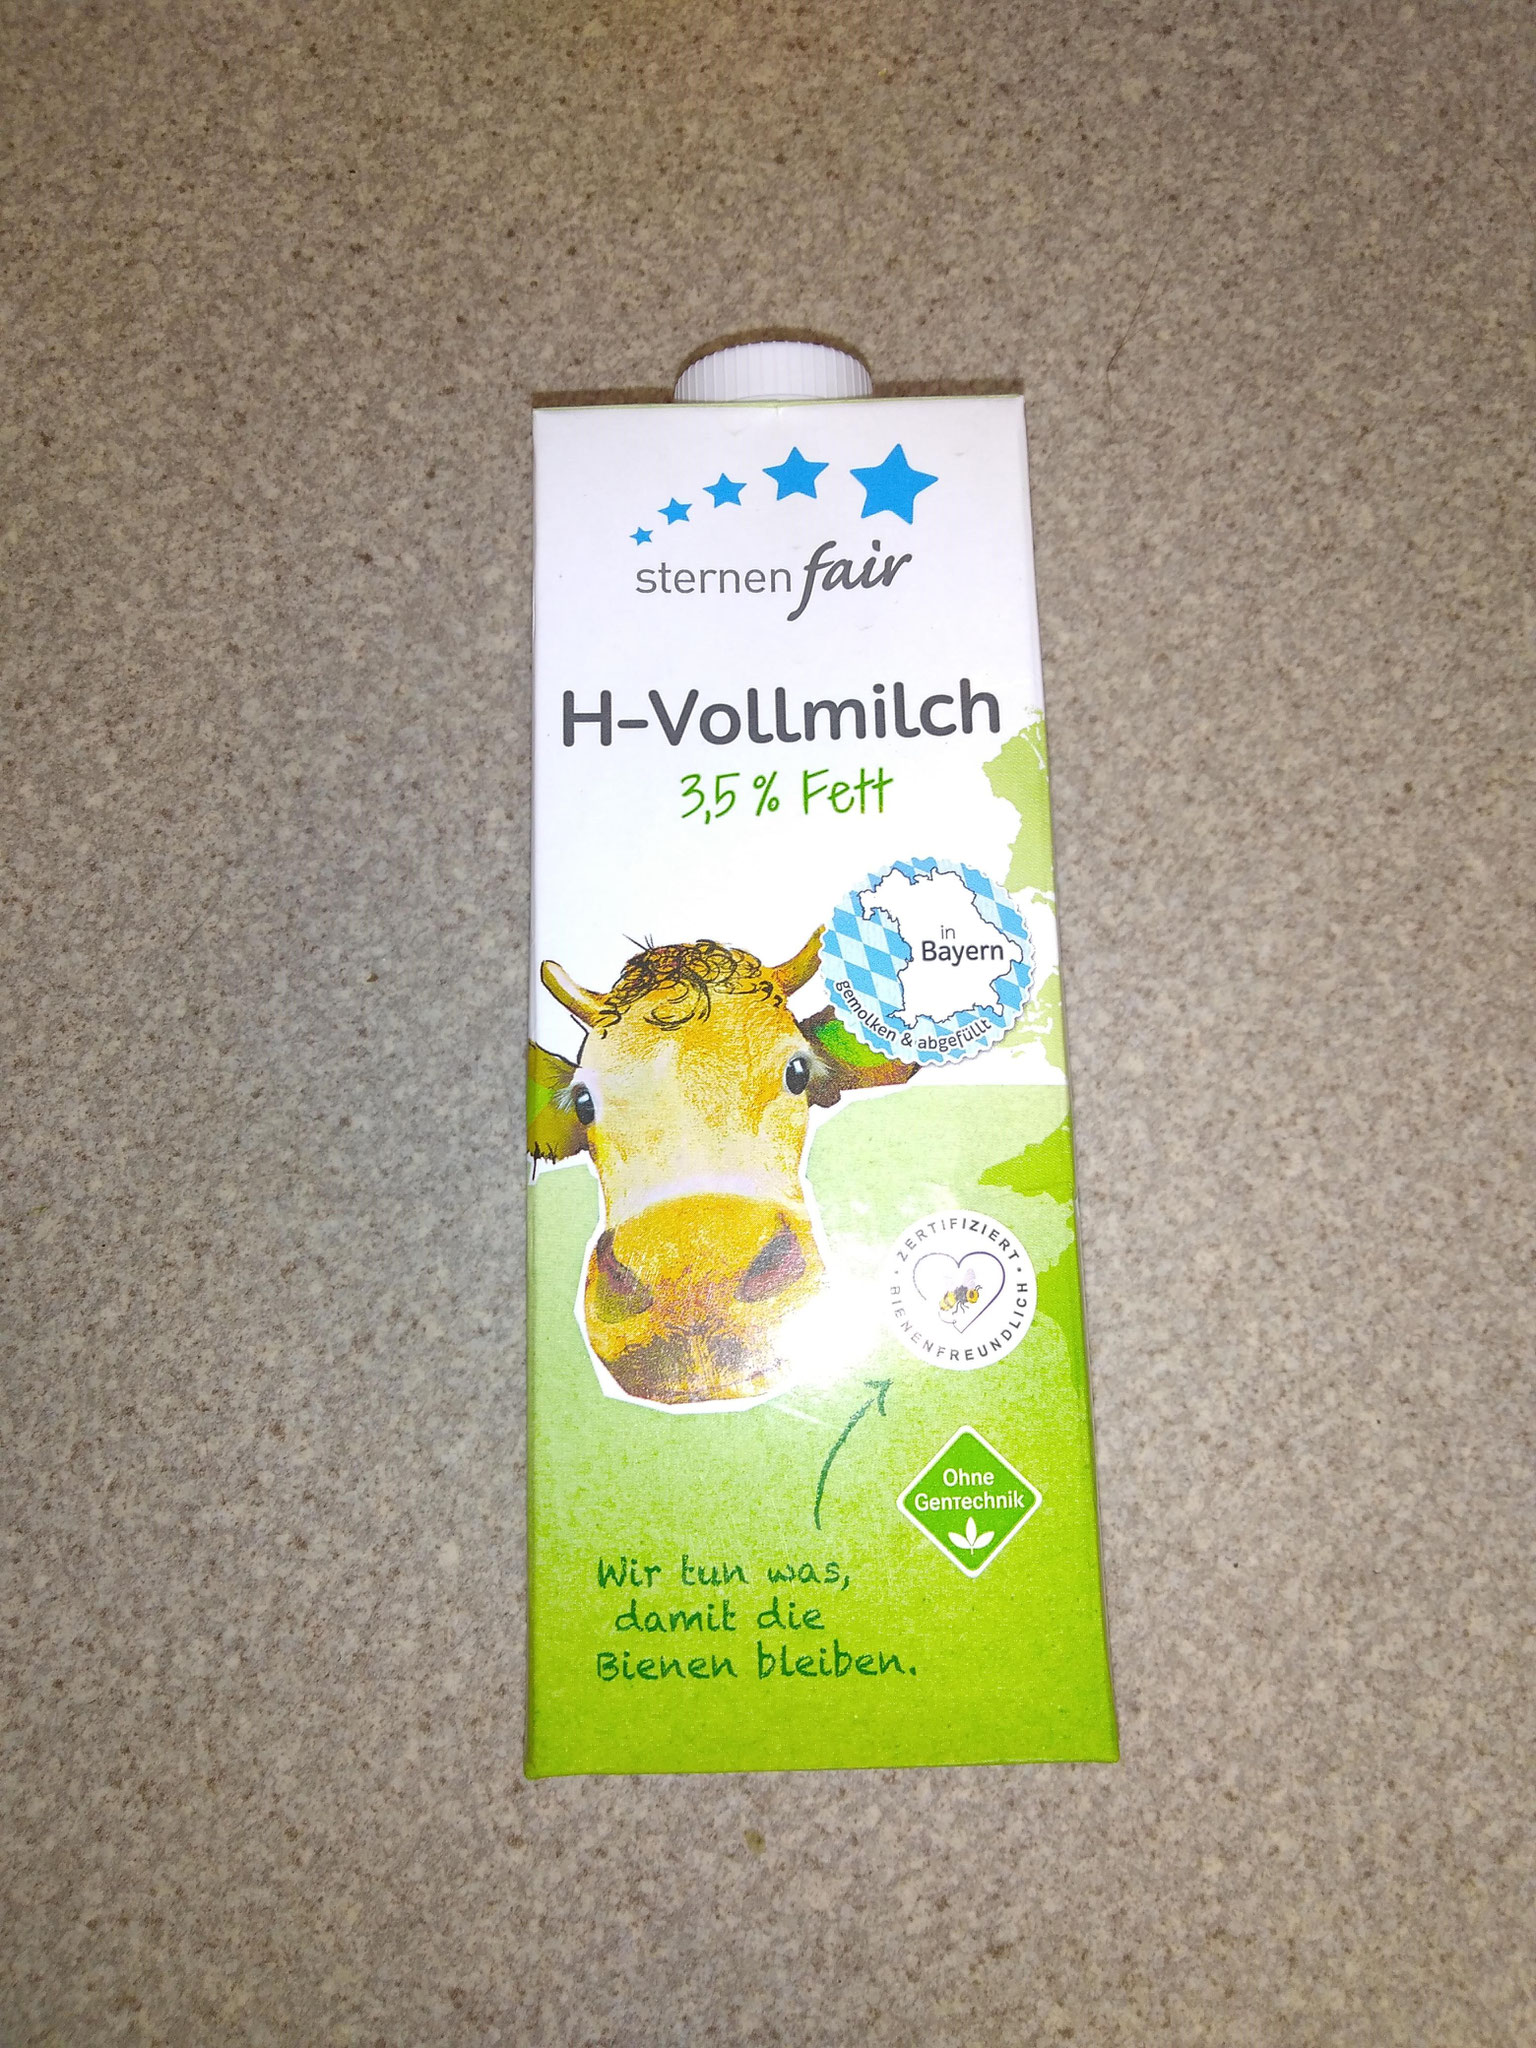 sternenfair
H-Vollmilch
3,5 % Fett
in
Bayern
gemolken & abgefüllt
• ZERTIFIZIERT •
BIENENFREUNDLICH
Ohne
GenTechnik
Wir tun was,
damit die
Bienen bleiben.